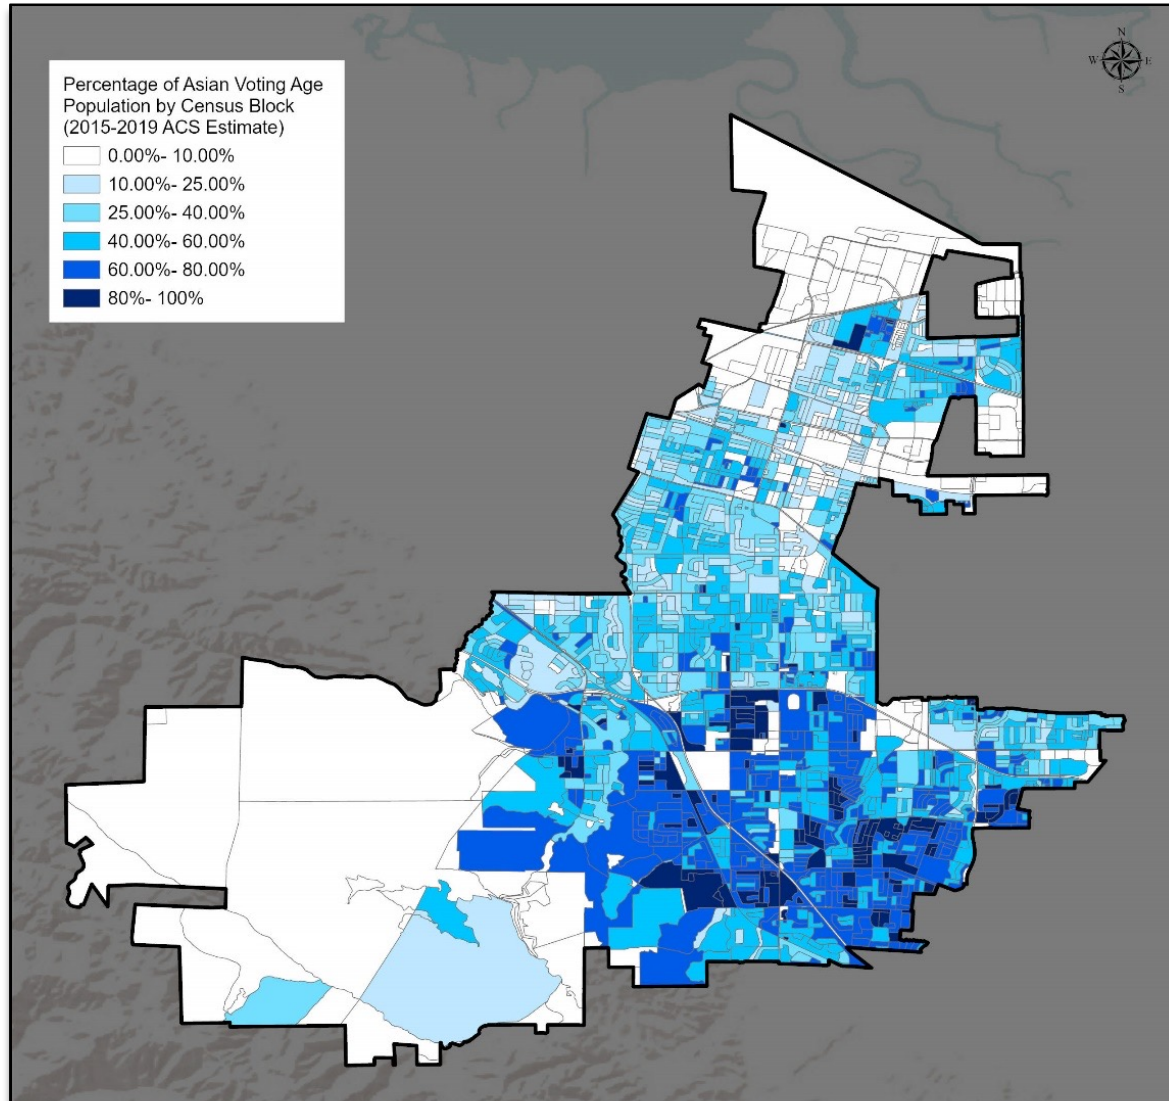 N
W E
S
Percentage of Asian Voting Age
Population by Census Block
(2015-2019 ACS Estimate)
0.00%- 10.00%
10.00%- 25.00%
25.00%- 40.00%
40.00%- 60.00%
60.00%- 80.00%
80%- 100%